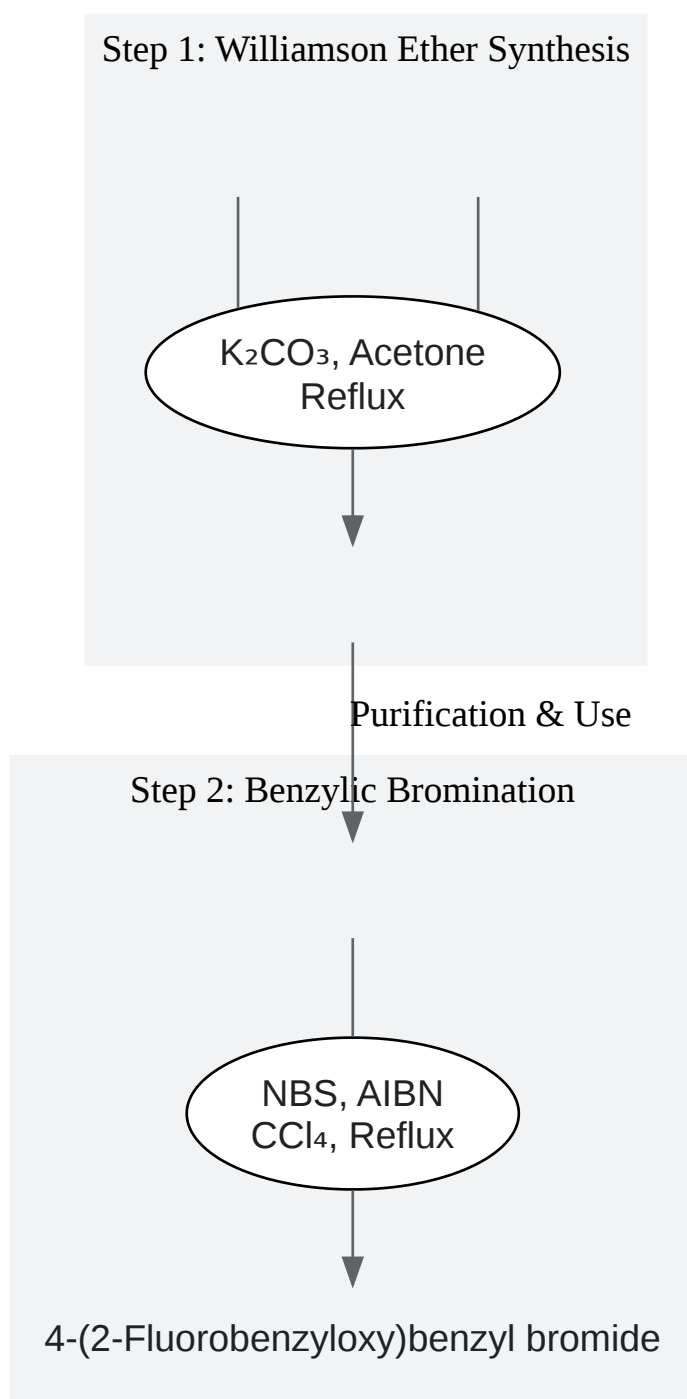 Step 1: Williamson Ether Synthesis
K₂CO₃, Acetone
Reflux
Purification & Use
Step 2: Benzylic Bromination
NBS, AIBN
CCl₄, Reflux
4-(2-Fluorobenzyloxy)benzyl bromide